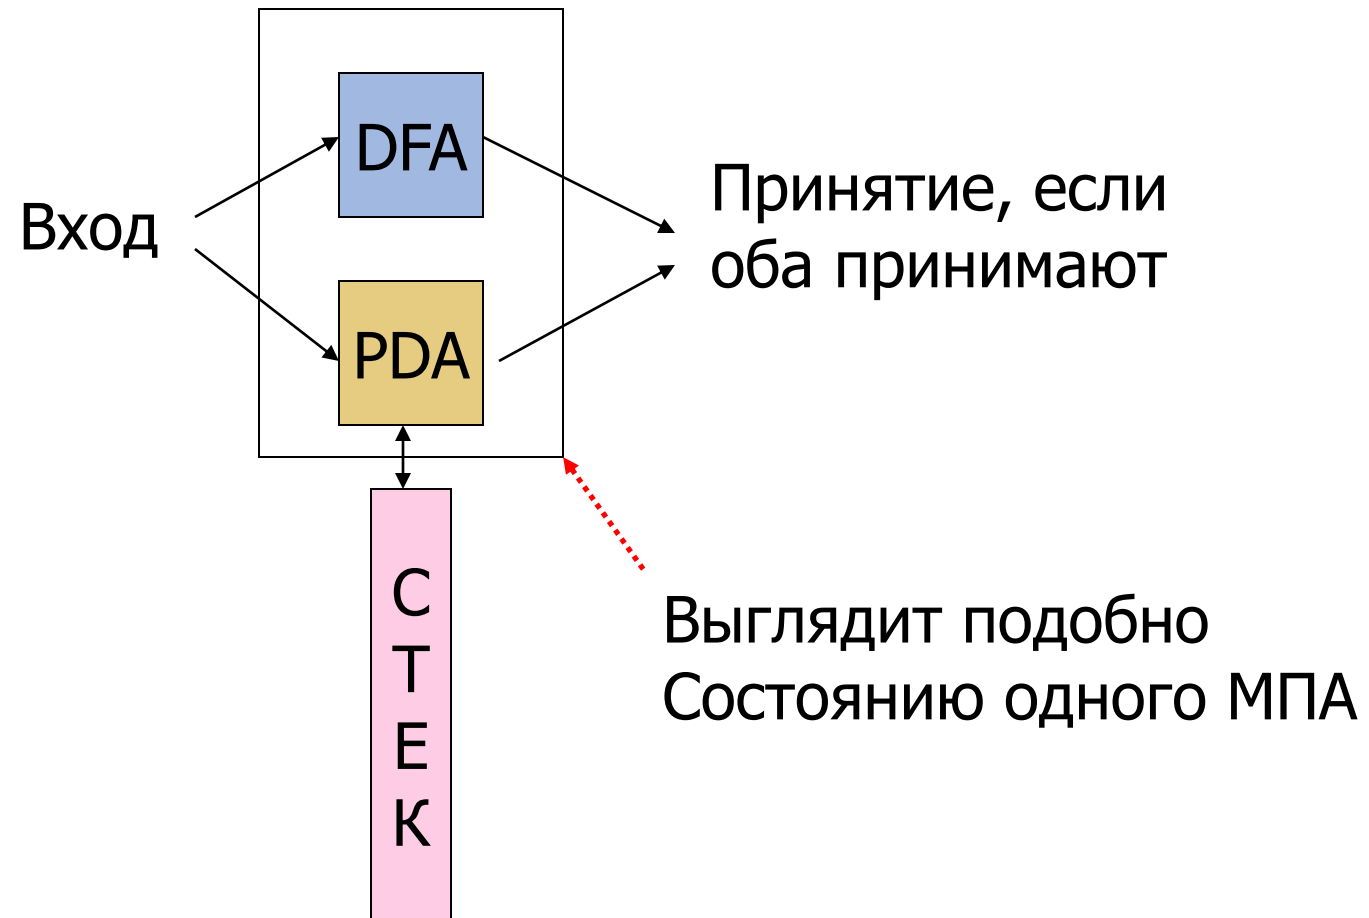 DFA
Вход
Принятие, если
оба принимают
PDA
С
Т
Е
К
Выглядит подобно
Состоянию одного МПА